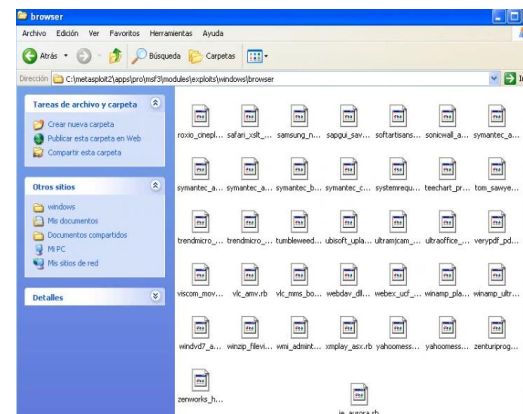 browser
Archivo Edición Ver Favoritos Herramientas Ayuda
Atrás Búsqueda Carpetas
Dirección C:\metasploit2\apps\pro\msf3\modules\exploits\windows\browser
Tareas de archivo y carpeta
Crear nueva carpeta
Publicar esta carpeta en Web
Compartir esta carpeta
Otros sitios
windows
Mis documentos
Documentos compartidos
Mi PC
Mis sitios de red
Detalles
roxio_cinepl... safari_xslt_... samsung_n... sapgui_sav... softartisans... sonicwall_a... symantec_a...
symantec_a... symantec_a... symantec_b... symantec_c... systemrequ... teechart_pr... tom_sawye...
trendmicro_... trendmicro_... tumbleweed... ubisoft_upla... ultramjcam_... ultraoffice_... verypdf_pd...
viscom_mov... vlc_amv.rb vlc_mms_bo... webdav_dll... webex_ucf_... winamp_pla... winamp_ultr...
windvd7_a... winzip_filevi... wmi_admint... xmplay_asx.rb yahoomess... yahoomess... zenturiprog...
zenworks_h... ie_aurora.rb